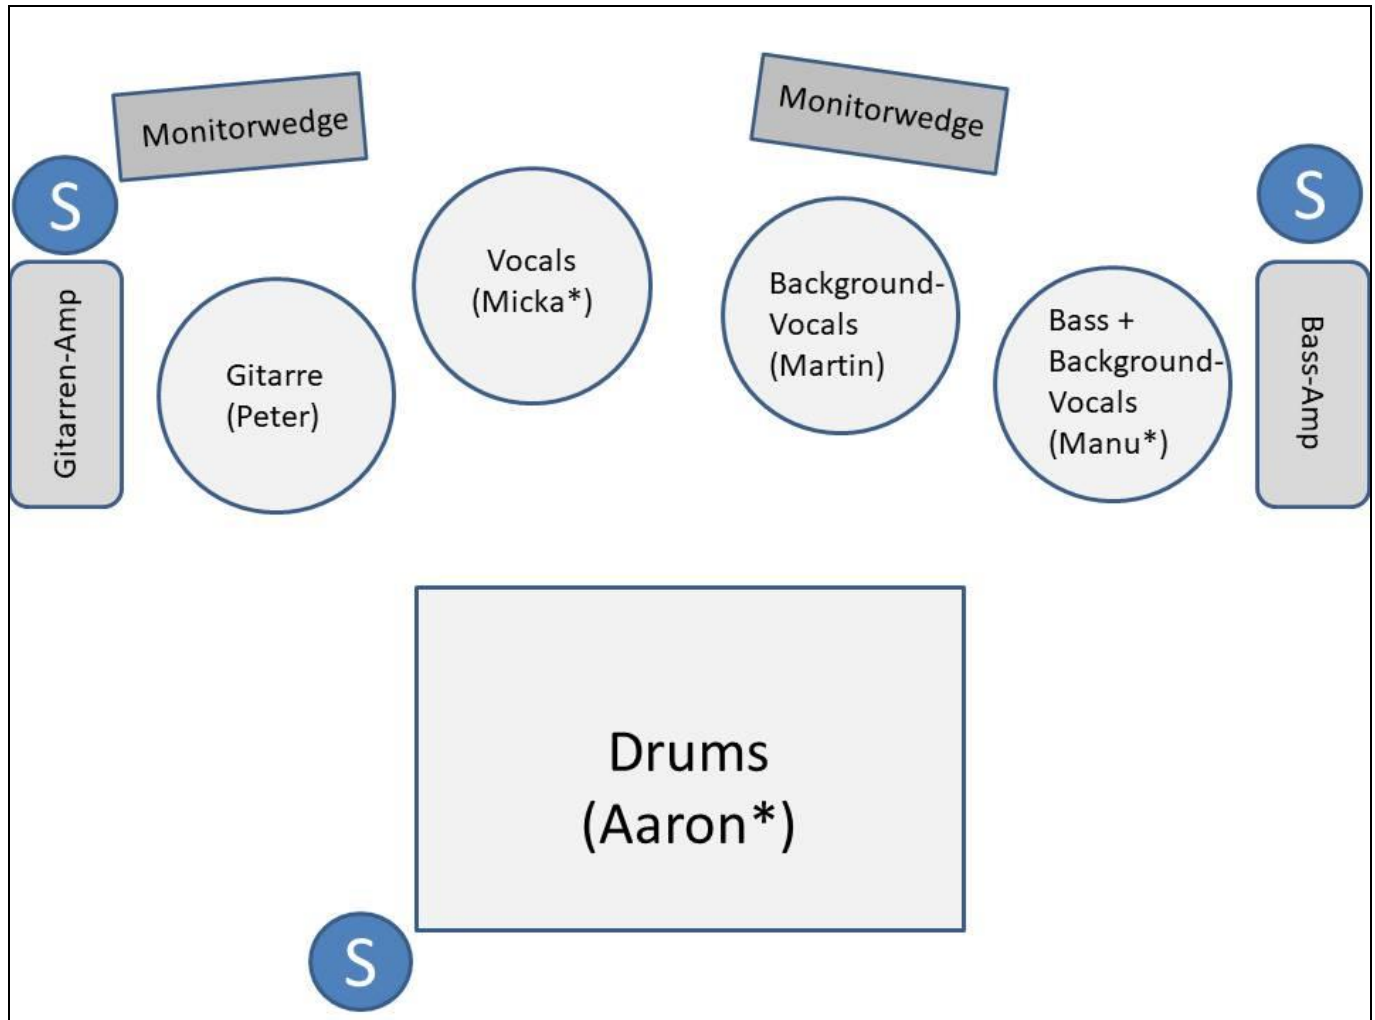 Monitorwedge
Monitorwedge
S
S
Gitarren-Amp
Gitarre
(Peter)
Vocals
(Micka*)
Background-
Vocals
(Martin)
Bass +
Background-
Vocals
(Manu*)
Bass-Amp
Drums
(Aaron*)
S